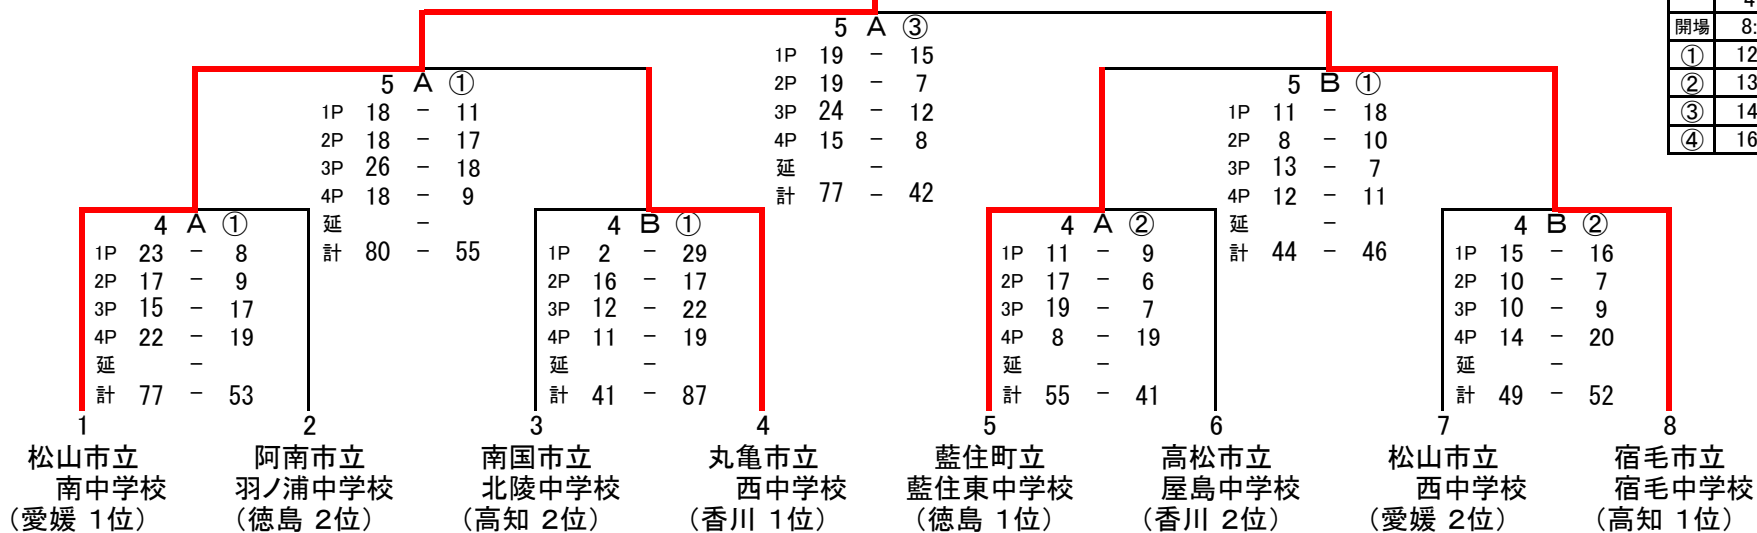 5 A ③
1P 19 - 15
2P 19 - 7
3P 24 - 12
4P 15 - 8
延 -
計 77 - 42
開場 8:
① 12
② 13
③ 14
④ 16
5 A ①
1P 18 - 11
2P 18 - 17
3P 26 - 18
4P 18 - 9
延 -
計 80 - 55
5 B ①
1P 11 - 18
2P 8 - 10
3P 13 - 7
4P 12 - 11
延 -
計 44 - 46
4 A ①
1P 23 - 8
2P 17 - 9
3P 15 - 17
4P 22 - 19
延 -
計 77 - 53
4 B ①
1P 2 - 29
2P 16 - 17
3P 12 - 22
4P 11 - 19
延 -
計 41 - 87
4 A ②
1P 11 - 9
2P 17 - 6
3P 19 - 7
4P 8 - 19
延 -
計 55 - 41
4 B ②
1P 15 - 16
2P 10 - 7
3P 10 - 9
4P 14 - 20
延 -
計 49 - 52
1
松山市立
南中学校
（愛媛 1位）
2
阿南市立
羽ノ浦中学校
（徳島 2位）
3
南国市立
北陵中学校
（高知 2位）
4
丸亀市立
西中学校
（香川 1位）
5
藍住町立
藍住東中学校
（徳島 1位）
6
高松市立
屋島中学校
（香川 2位）
7
松山市立
西中学校
（愛媛 2位）
8
宿毛市立
宿毛中学校
（高知 1位）